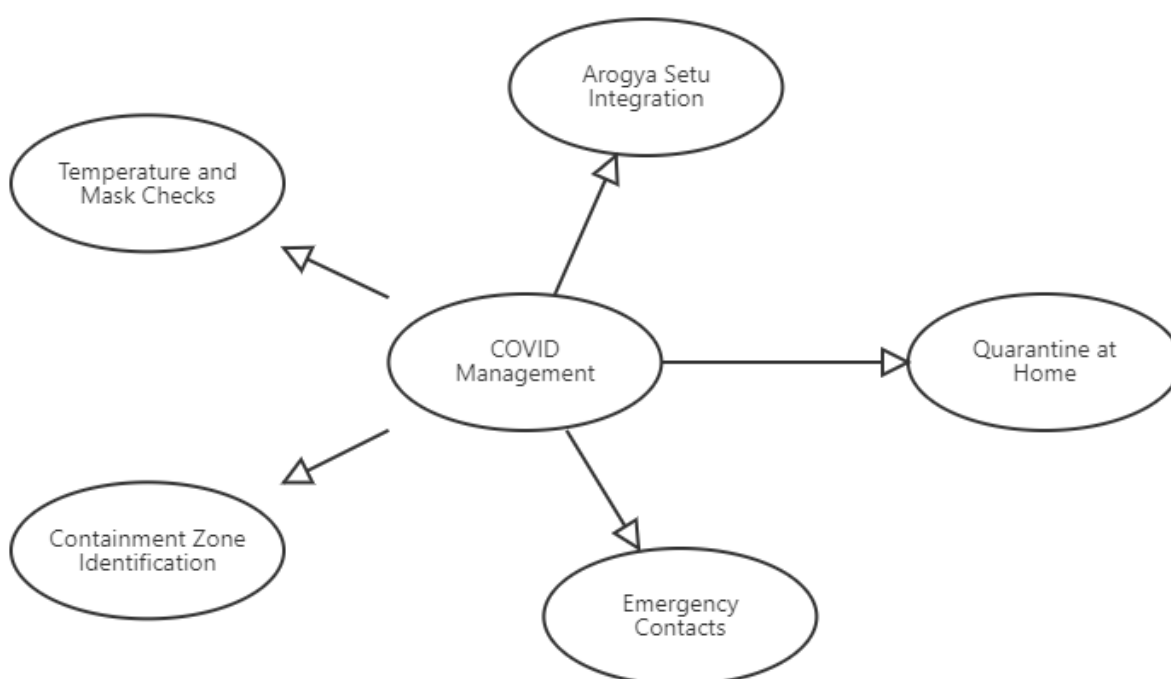 Arogya Setu
Integration
Temperature and
Mask Checks
COVID
Management
Quarantine at
Home
Containment Zone
Identification
Emergency
Contacts